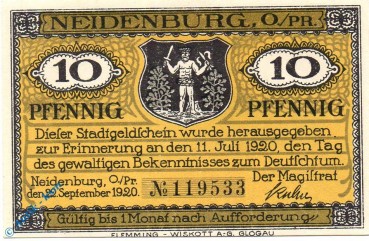 NEIDENBURG, O/PR.
10 10
PFENNIG PFENNIG
Dieser Stadtgeldschein wurde herausgegeben
zur Erinnerung an den 11. Juli 1920, den Tag
des gewaltigen Bekenntnisses zum Deutschtum.
Neidenburg, O/Pr. Der Magistrat
den 2. September 1920. № 119533
Gültig bis 1 Monat nach Aufforderung
FLEMMING - WISKOTT A-G. GLOGAU